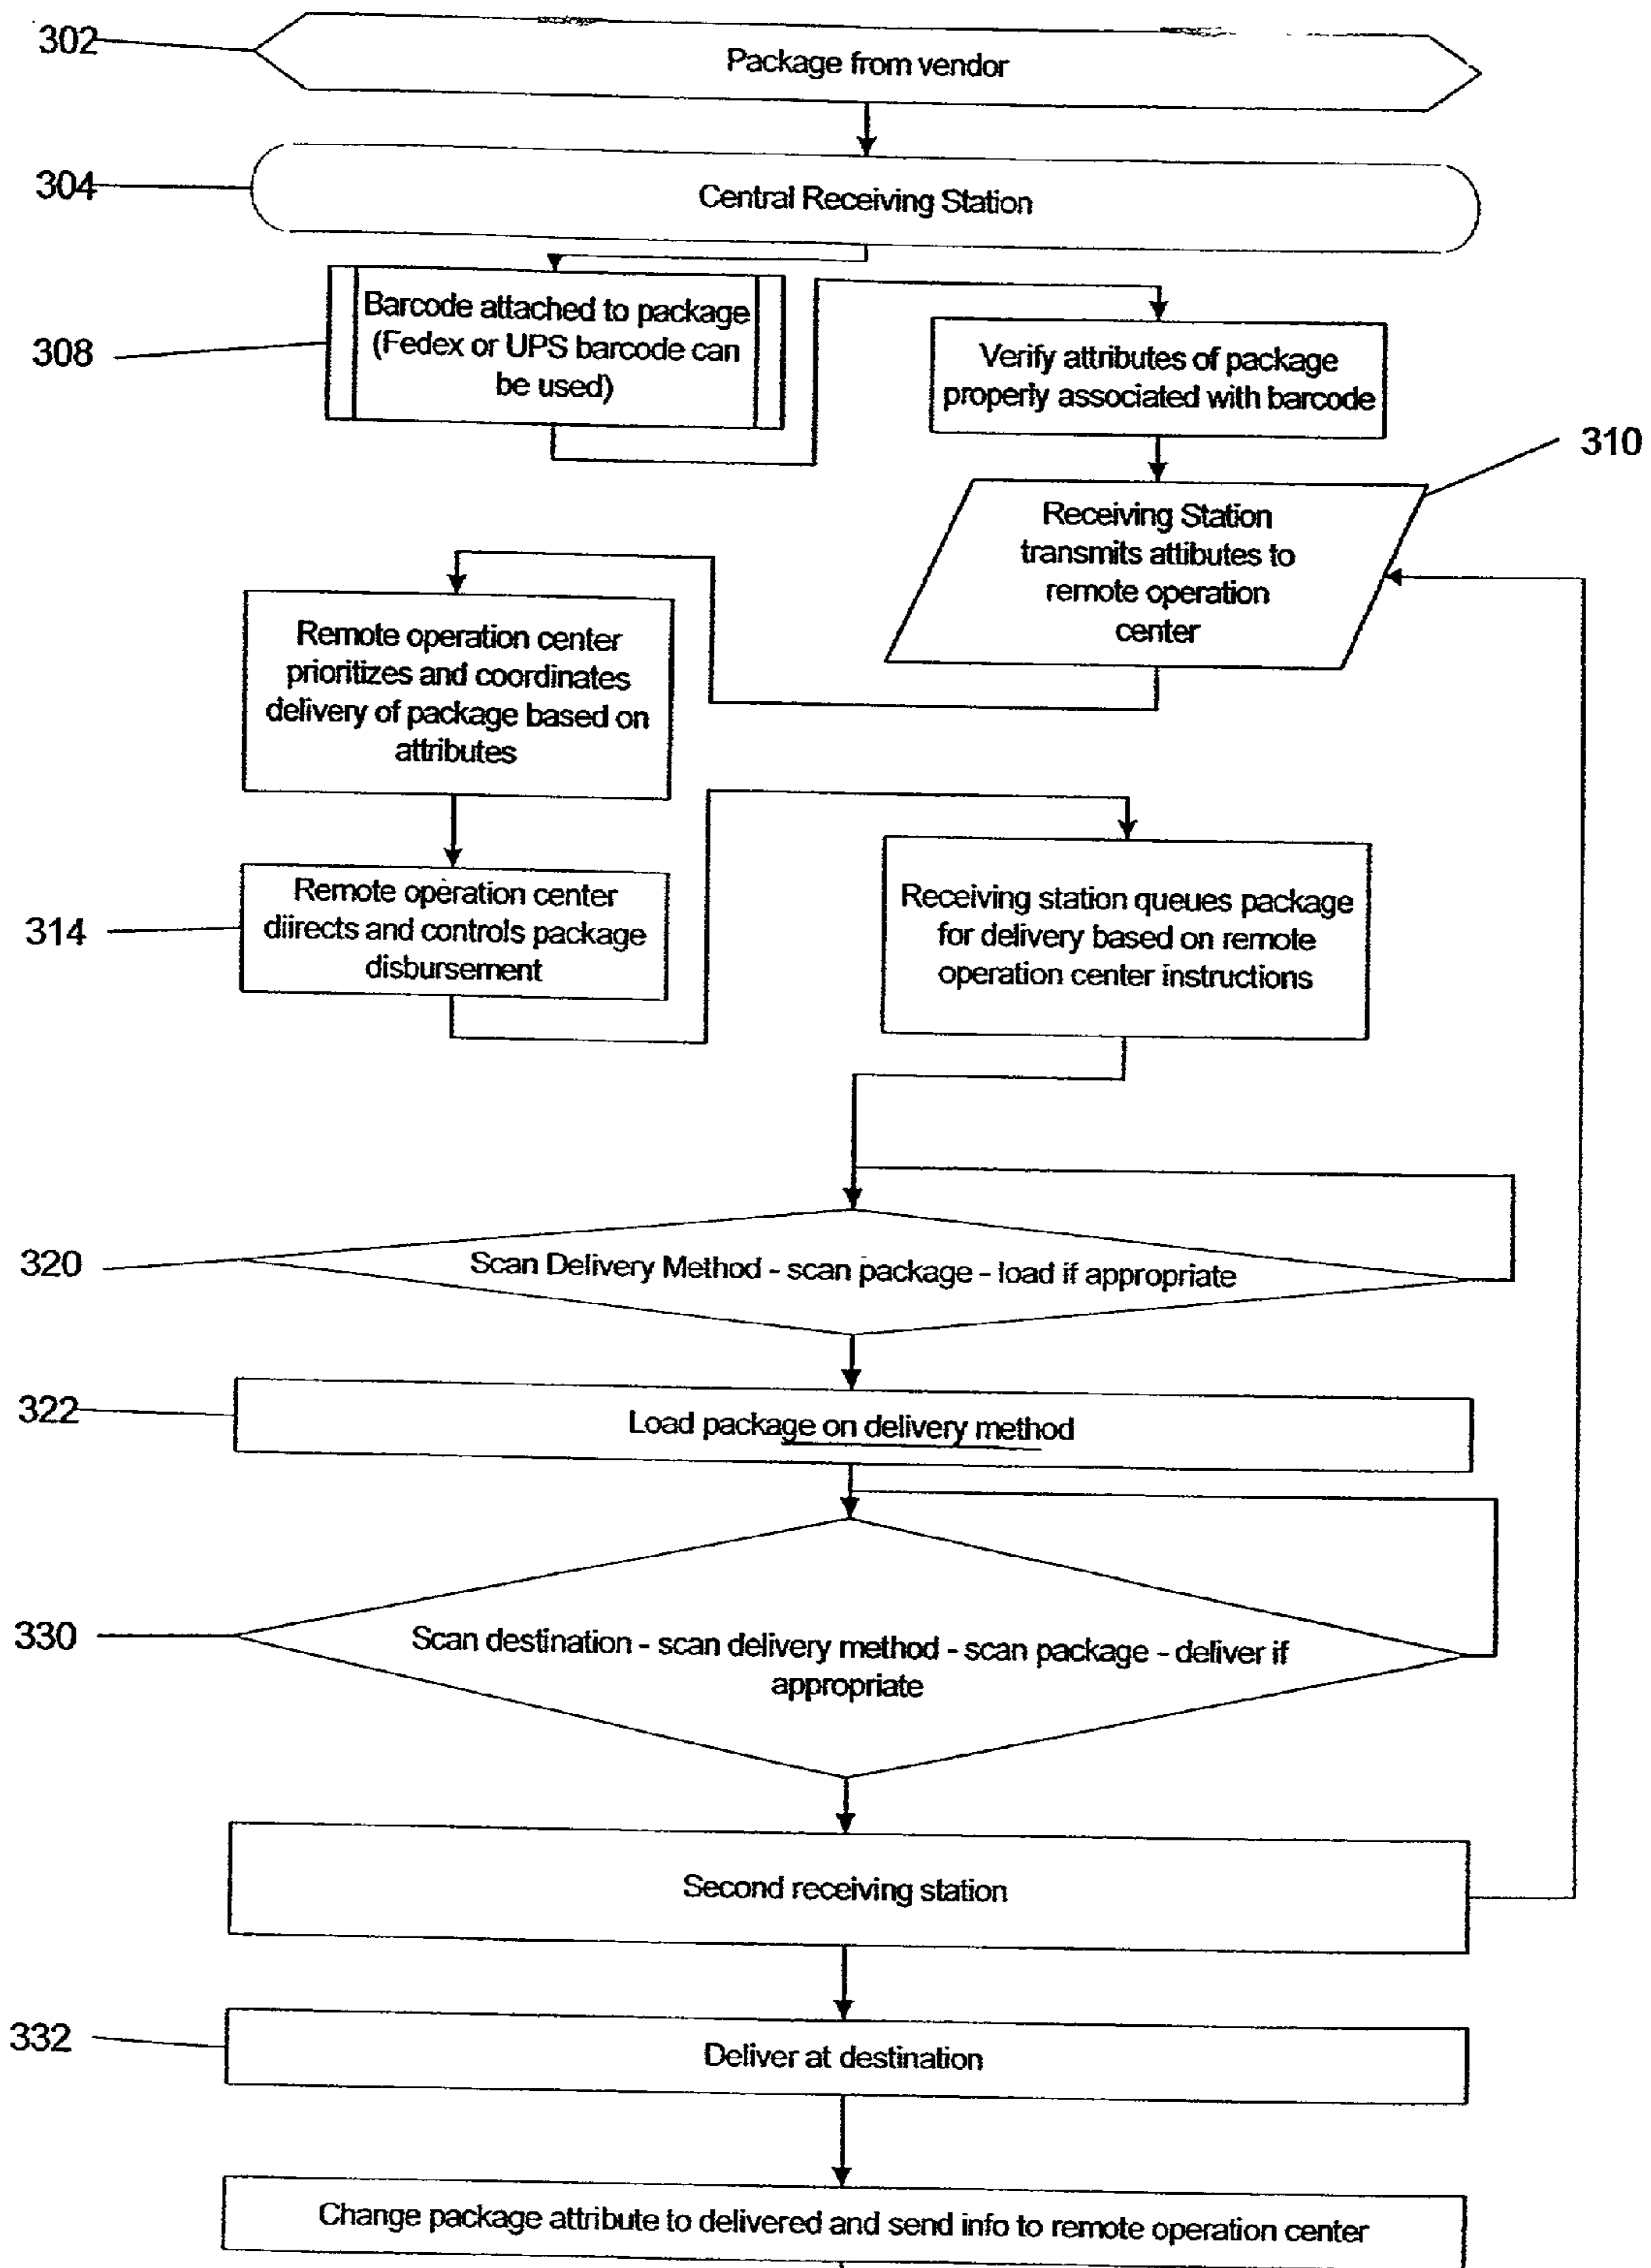 302
Package from vendor
304
Central Receiving Station
308
Barcode attached to package
(Fedex or UPS barcode can
be used)
Verify attributes of package
properly associated with barcode
310
Receiving Station
transmits attibutes to
remote operation
center
Remote operation center
prioritizes and coordinates
delivery of package based on
attributes
314
Remote operation center
diirects and controls package
disbursement
Receiving station queues package
for delivery based on remote
operation center instructions
320
Scan Delivery Method - scan package - load if appropriate
322
Load package on delivery method
330
Scan destination - scan delivery method - scan package - deliver if
appropriate
Second receiving station
332
Deliver at destination
Change package attribute to delivered and send info to remote operation center